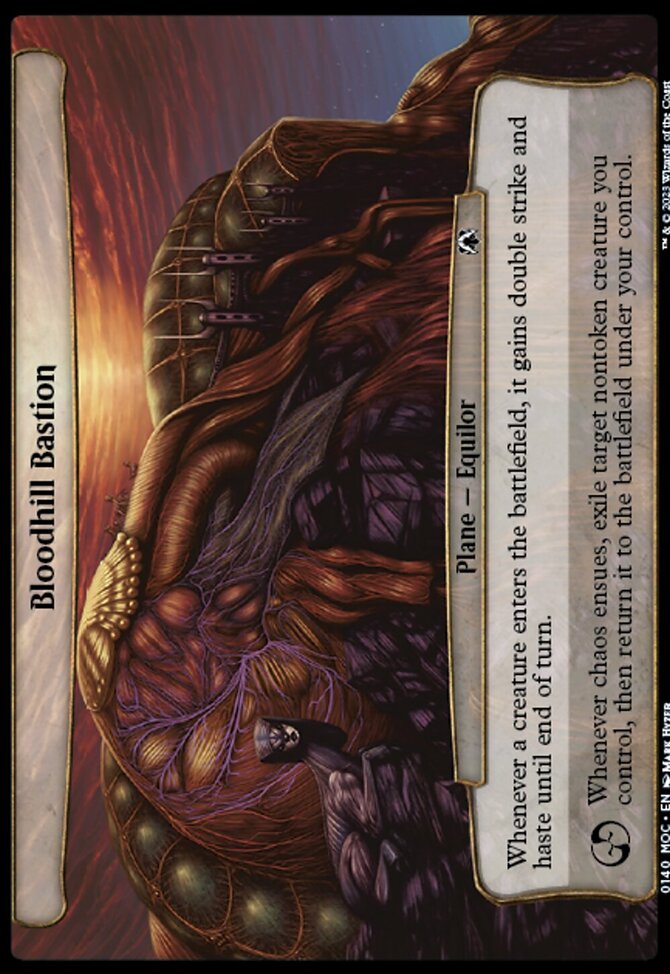 Bloodhill Bastion
Plane — Equilor
Whenever a creature enters the battlefield, it gains double strike and
haste until end of turn.
Whenever chaos ensues, exile target nontoken creature you
control, then return it to the battlefield under your control.
0149 MOC • EN Mark Hyzer
™ & © 2023 Wizards of the Coast